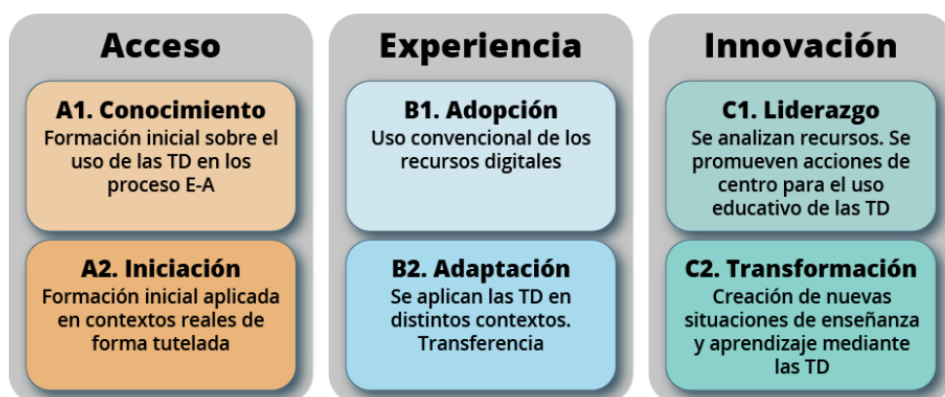 Acceso
A1. Conocimiento
Formación inicial sobre el
uso de las TD en los
proceso E-A
A2. Iniciación
Formación inicial aplicada
en contextos reales de
forma tutelada
Experiencia
B1. Adopción
Uso convencional de los
recursos digitales
B2. Adaptación
Se aplican las TD en
distintos contextos.
Transferencia
Innovación
C1. Liderazgo
Se analizan recursos. Se
promueven acciones de
centro para el uso
educativo de las TD
C2. Transformación
Creación de nuevas
situaciones de enseñanza
y aprendizaje mediante
las TD